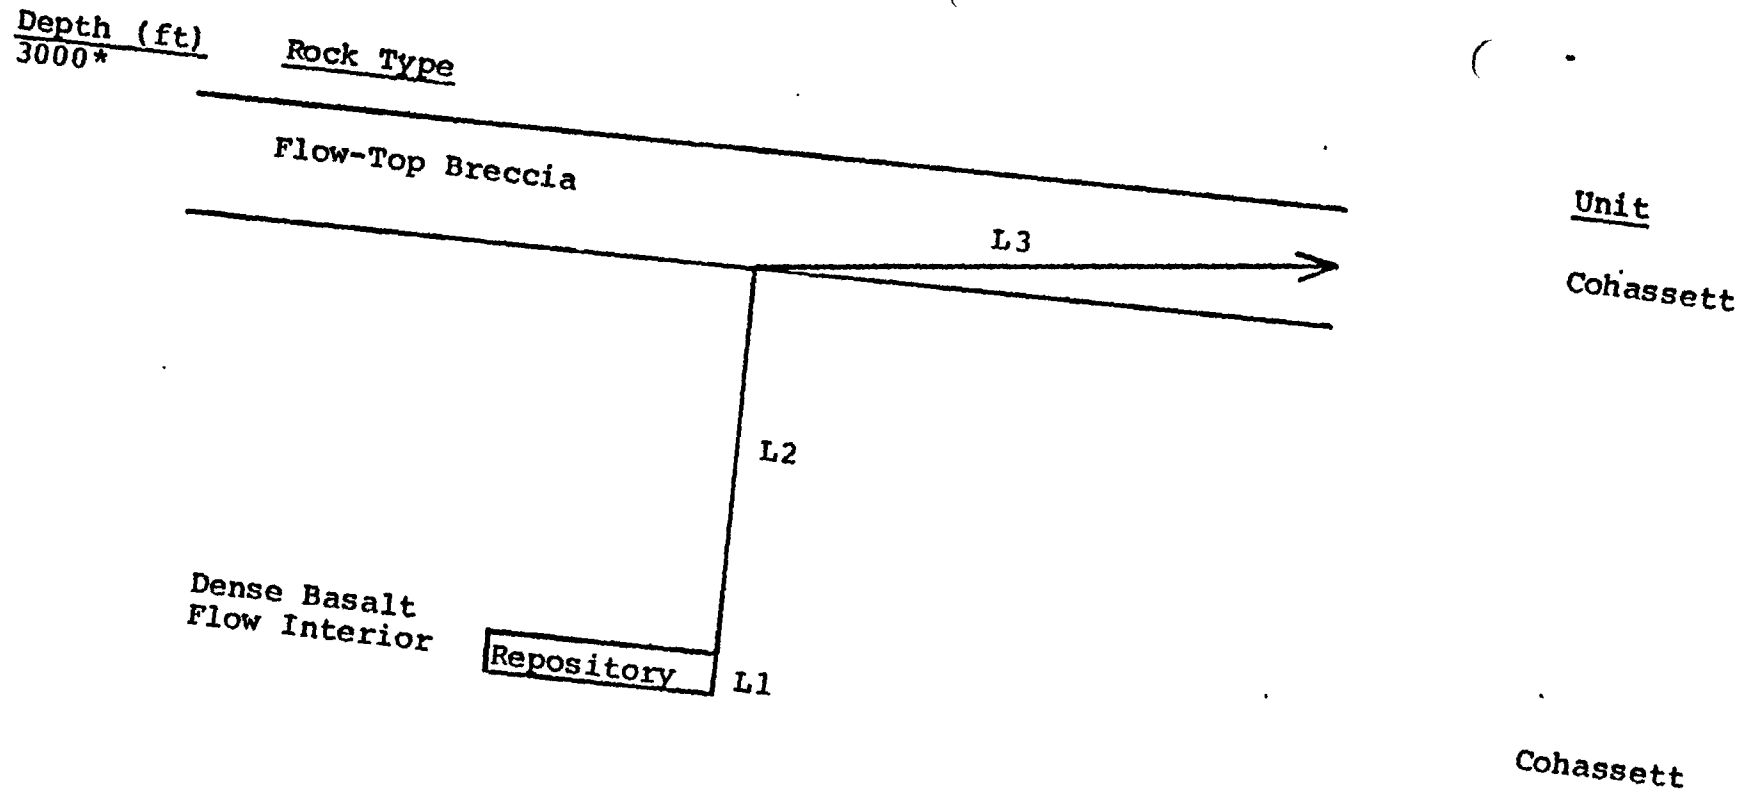 Depth (ft)
3000*
Rock Type
Flow-Top Breccia
Unit
L3
Cohassett
L2
Dense Basalt
Flow Interior
Repository
L1
Cohassett